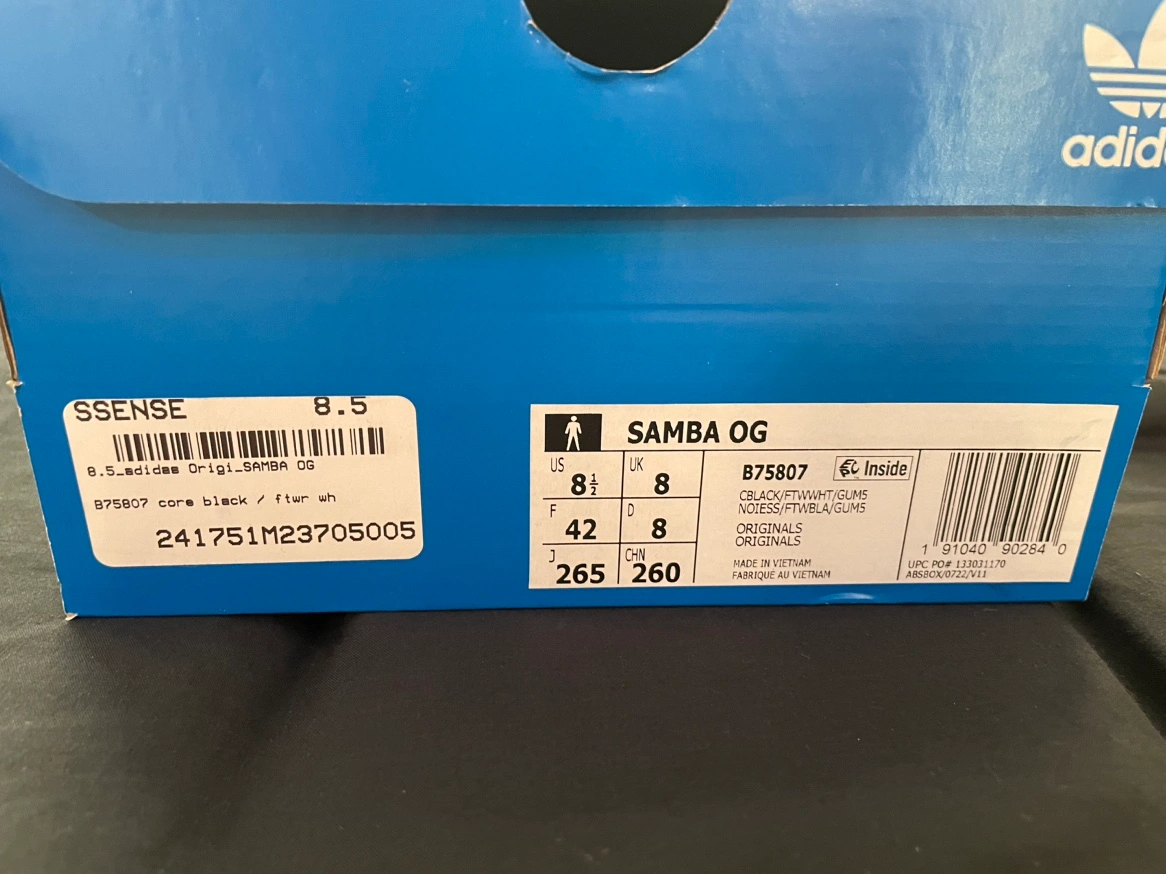 adid
SSENSE 8.5
8.5_adidas Origi_SAMBA OG
B75807 core black / ftwr wh
241751M23705005
SAMBA OG
US 8½ UK 8
F 42 D 8
J 265 CHN 260
B75807 Inside
CBLACK/FTWWHT/GUM5
NOIESS/FTWBLA/GUM5
ORIGINALS
ORIGINALS
MADE IN VIETNAM
FABRIQUÉ AU VIETNAM
1 91040 90284 0
UPC PO# 133031170
ABSBOX/0722/V11